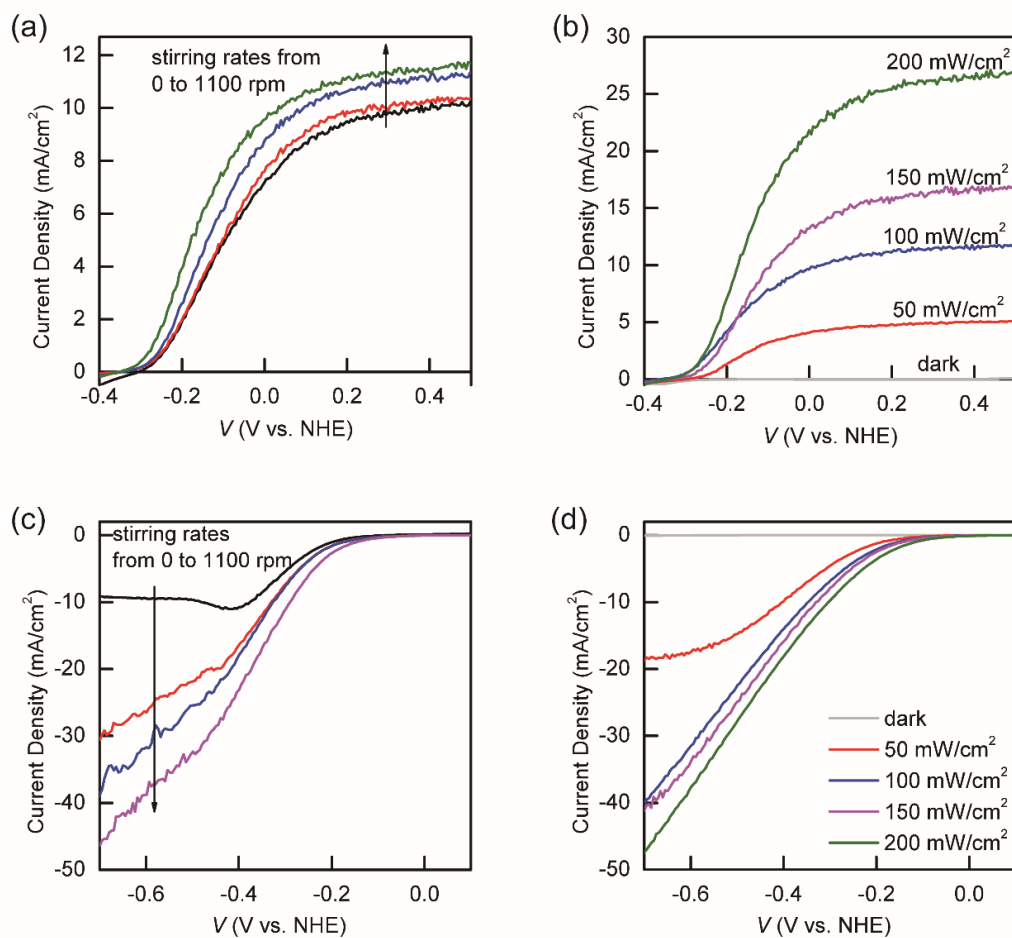 (a)
stirring rates from
0 to 1100 rpm
12
10
8
6
4
2
0
Current Density (mA/cm²)
-0.4
-0.2
0.0
0.2
0.4
V (V vs. NHE)
(b)
30
25
20
15
10
5
0
Current Density (mA/cm²)
200 mW/cm²
150 mW/cm²
100 mW/cm²
50 mW/cm²
dark
-0.4
-0.2
0.0
0.2
0.4
V (V vs. NHE)
(c)
stirring rates
from 0 to 1100 rpm
0
-10
-20
-30
-40
-50
Current Density (mA/cm²)
-0.6
-0.4
-0.2
0.0
V (V vs. NHE)
(d)
0
-10
-20
-30
-40
-50
Current Density (mA/cm²)
dark
50 mW/cm²
100 mW/cm²
150 mW/cm²
200 mW/cm²
-0.6
-0.4
-0.2
0.0
V (V vs. NHE)